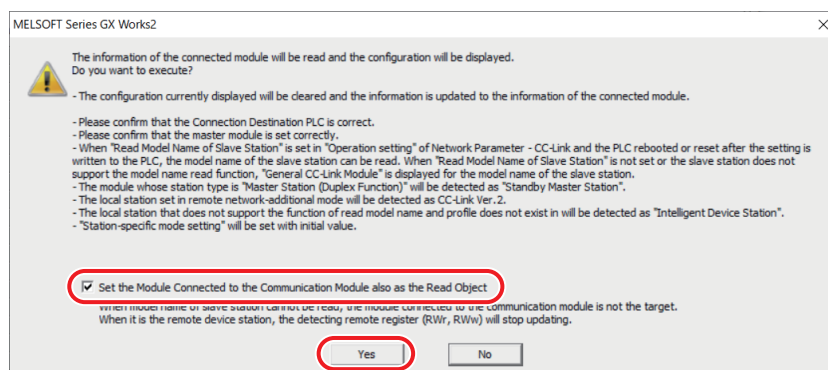 MELSOFT Series GX Works2
The information of the connected module will be read and the configuration will be displayed.
Do you want to execute?
- The configuration currently displayed will be cleared and the information is updated to the information of the connected module.
- Please confirm that the Connection Destination PLC is correct.
- Please confirm that the master module is set correctly.
- When "Read Model Name of Slave Station" is set in "Operation setting" of Network Parameter - CC-Link and the PLC rebooted or reset after the setting is
written to the PLC, the model name of the slave station can be read. When "Read Model Name of Slave Station" is not set or the slave station does not
support the model name read function, "General CC-Link Module" is displayed for the model name of the slave station.
- The module whose station type is "Master Station (Duplex Function)" will be detected as "Standby Master Station".
- The local station set in remote network-additional mode will be detected as CC-Link Ver.2.
- The local station that does not support the function of read model name and profile does not exist in will be detected as "Intelligent Device Station".
- "Station-specific mode setting" will be set with initial value.
Set the Module Connected to the Communication Module also as the Read Object
When model name of slave station cannot be read, the module connected to the communication module is not the target.
When it is the remote device station, the detecting remote register (RWr, RWw) will stop updating.
Yes
No